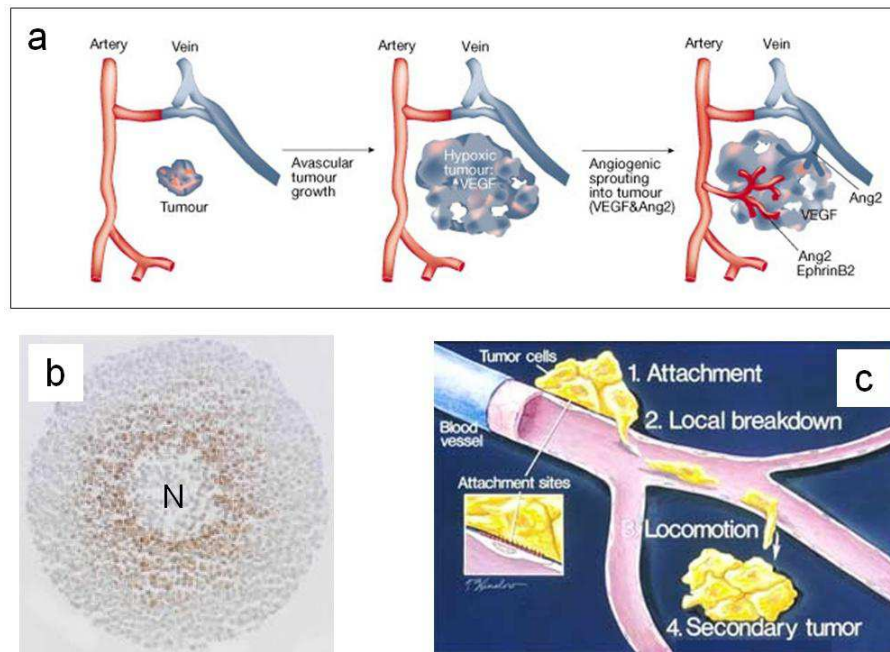 a
Artery
Vein
Tumour
Avascular
tumour
growth
Artery
Vein
Hypoxic
tumour:
VEGF
Angiogenic
sprouting
into tumour
(VEGF&Ang2)
Artery
Vein
Ang2
VEGF
Ang2
EphrinB2
b
N
c
Tumor cells
1. Attachment
2. Local breakdown
Blood
vessel
Attachment sites
3 Locomotion
4. Secondary tumor